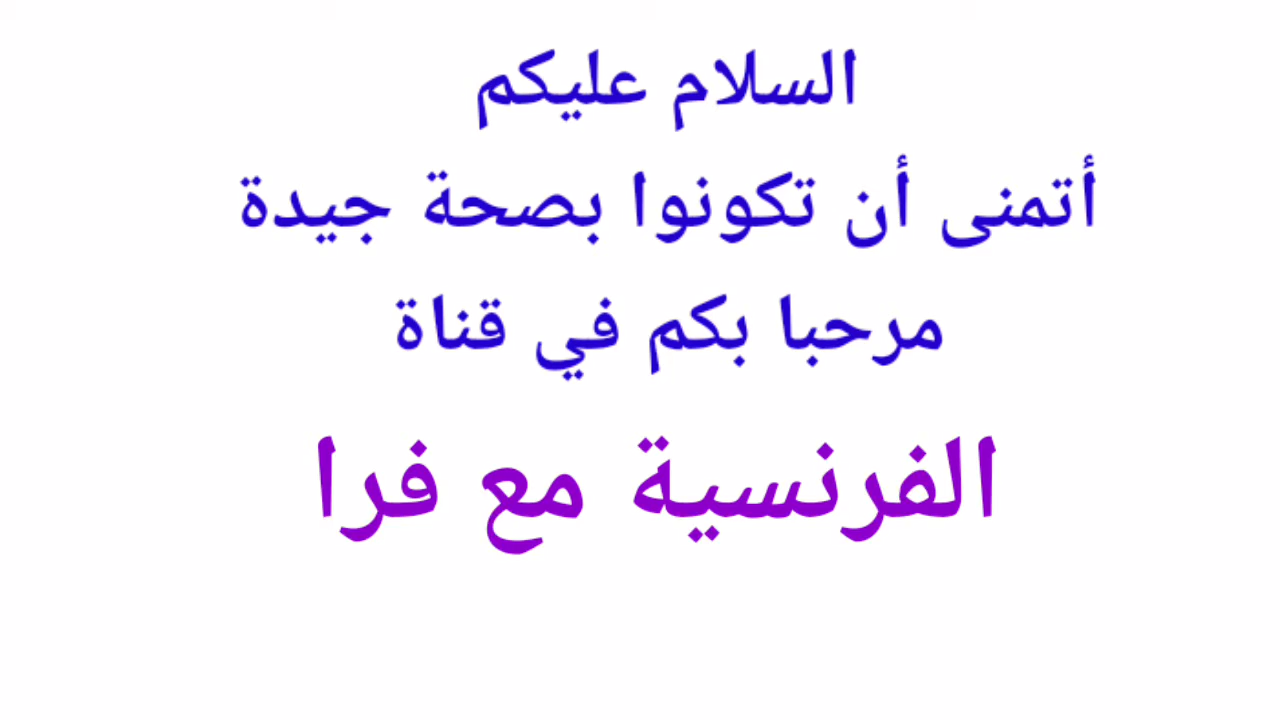 السلام عليكم
أتمنى أن تكونوا بصحة جيدة
مرحبا بكم في قناة
الفرنسية مع فرا